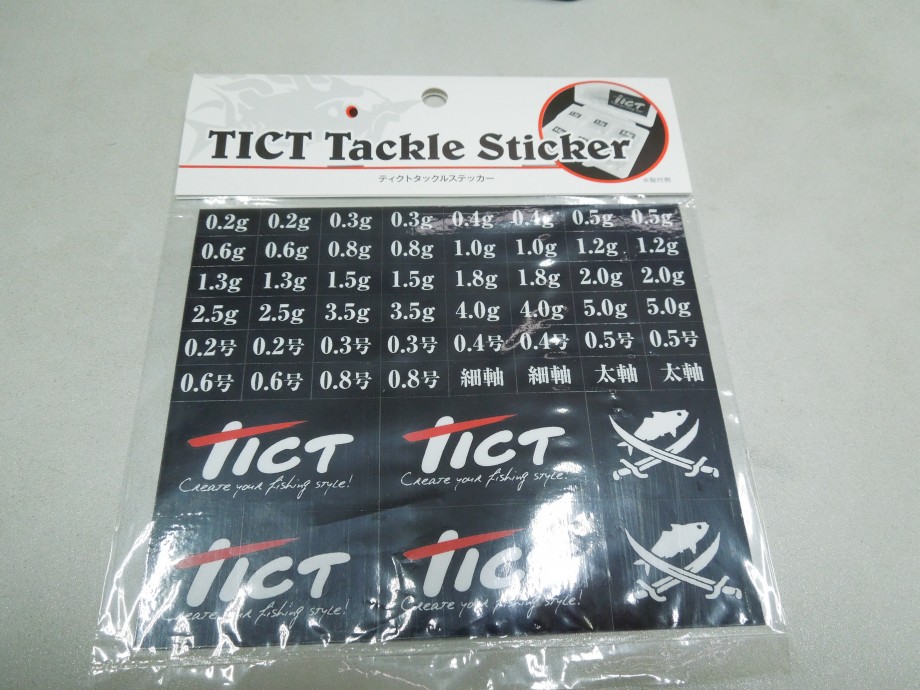 TICT
TICT Tackle Sticker
ティクトタックルステッカー
※貼付例
0.2g 0.2g 0.3g 0.3g 0.4g 0.4g 0.5g 0.5g
0.6g 0.6g 0.8g 0.8g 1.0g 1.0g 1.2g 1.2g
1.3g 1.3g 1.5g 1.5g 1.8g 1.8g 2.0g 2.0g
2.5g 2.5g 3.5g 3.5g 4.0g 4.0g 5.0g 5.0g
0.2号 0.2号 0.3号 0.3号 0.4号 0.4号 0.5号 0.5号
0.6号 0.6号 0.8号 0.8号 細軸 細軸 太軸 太軸
TICT TICT
Create your fishing style! Create your fishing style!
TICT TICT
Create your fishing style! Create your fishing style!